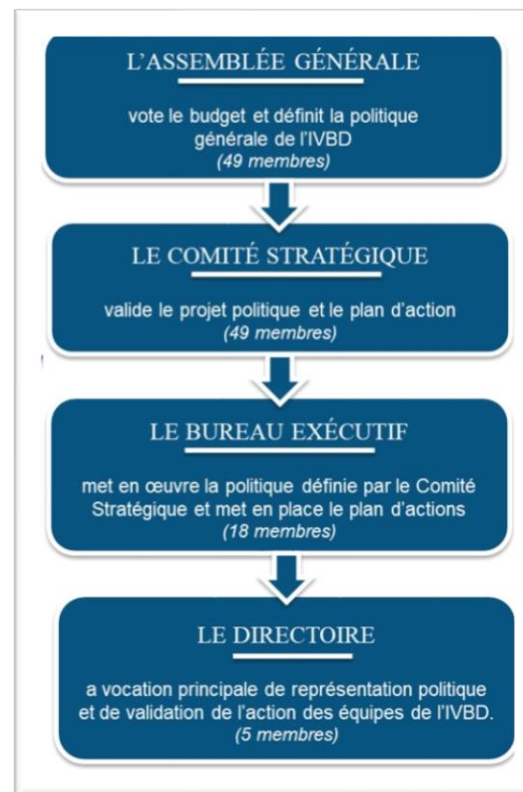 L'ASSEMBLÉE GÉNÉRALE
vote le budget et définit la politique
générale de l'IVBD
(49 membres)
LE COMITÉ STRATÉGIQUE
valide le projet politique et le plan d'action
(49 membres)
LE BUREAU EXÉCUTIF
met en œuvre la politique définie par le Comité
Stratégique et met en place le plan d'actions
(18 membres)
LE DIRECTOIRE
a vocation principale de représentation politique
et de validation de l'action des équipes de l'IVBD.
(5 membres)